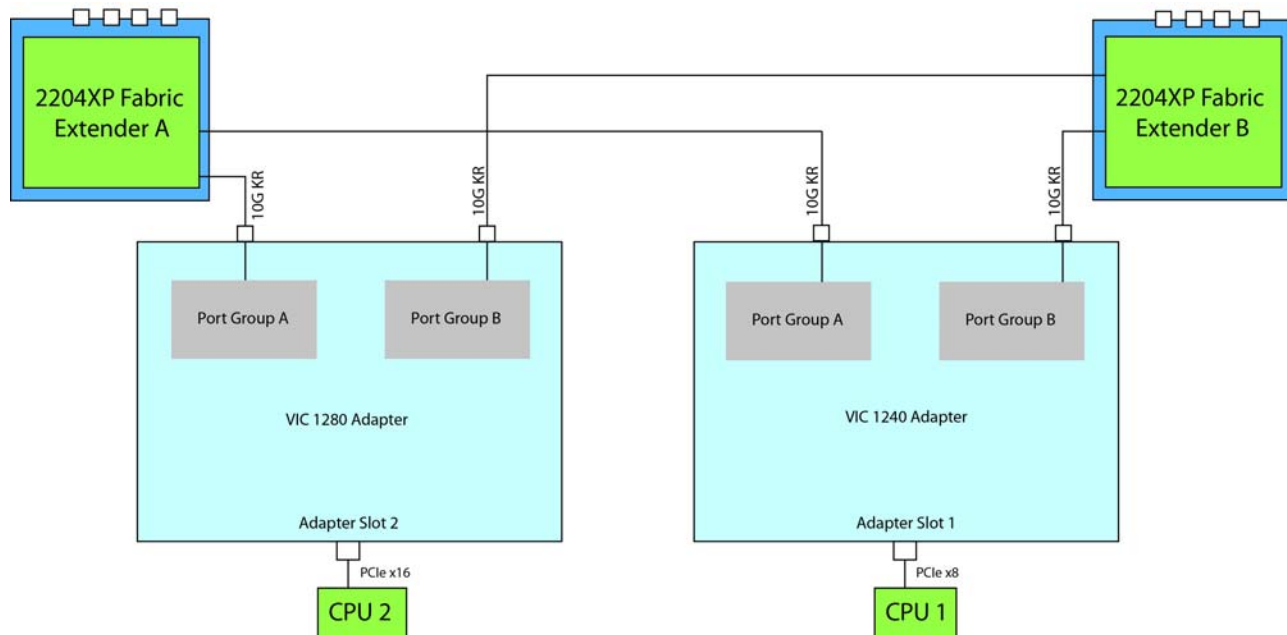 2204XP Fabric
Extender A
2204XP Fabric
Extender B
10G KR
10G KR
10G KR
10G KR
Port Group A
Port Group B
Port Group A
Port Group B
VIC 1280 Adapter
VIC 1240 Adapter
Adapter Slot 2
Adapter Slot 1
PCIe x16
PCIe x8
CPU 2
CPU 1